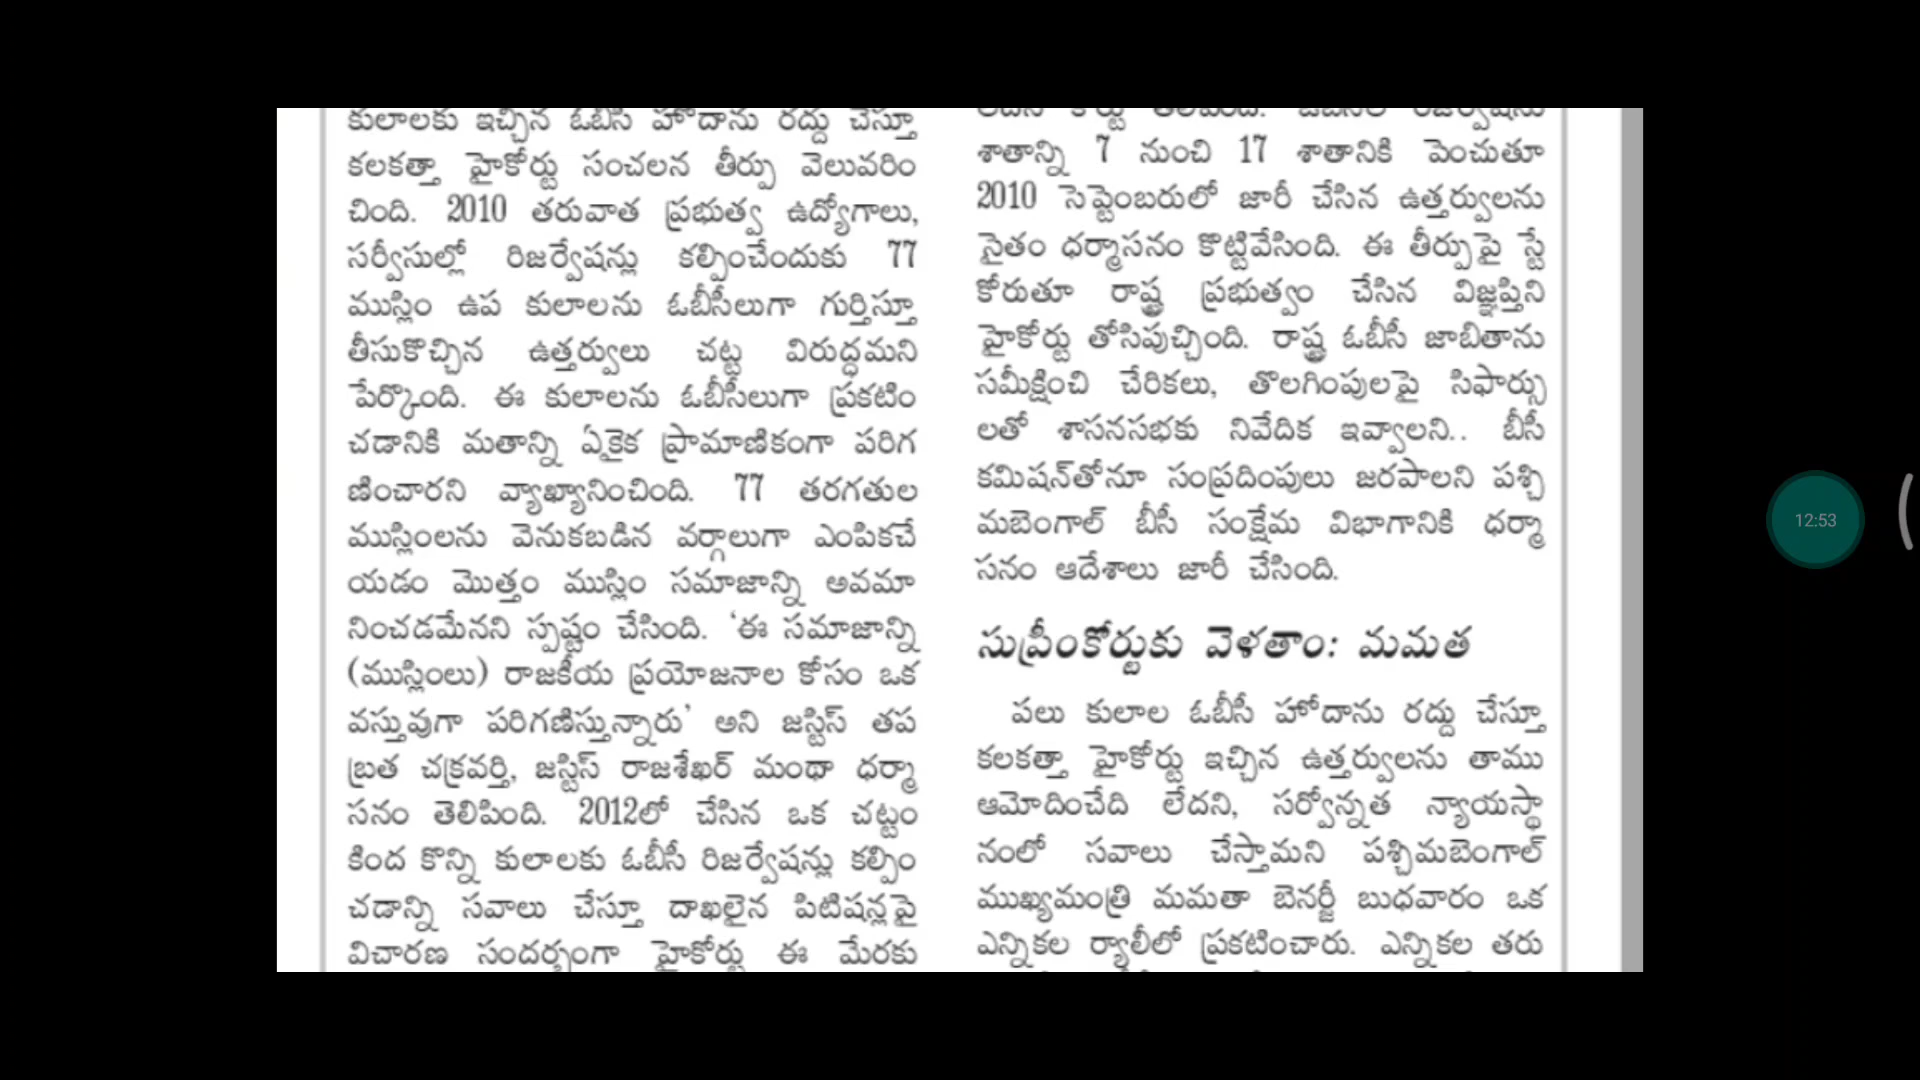 కులాలకు ఇచ్చిన ఓబీసీ హోదాను రద్దు చేస్తూ
కలకత్తా హైకోర్టు సంచలన తీర్పు వెలువరిం
చింది. 2010 తరువాత ప్రభుత్వ ఉద్యోగాలు,
సర్వీసుల్లో రిజర్వేషన్లు కల్పించేందుకు 77
ముస్లిం ఉప కులాలను ఓబీసీలుగా గుర్తిస్తూ
తీసుకొచ్చిన ఉత్తర్వులు చట్ట విరుద్ధమని
పేర్కొంది. ఈ కులాలను ఓబీసీలుగా ప్రకటిం
చడానికి మతాన్ని ఏకైక ప్రామాణికంగా పరిగ
ణించారని వ్యాఖ్యానించింది. 77 తరగతుల
ముస్లింలను వెనుకబడిన వర్గాలుగా ఎంపికచే
యడం మొత్తం ముస్లిం సమాజాన్ని అవమా
నించడమేనని స్పష్టం చేసింది. ‘ఈ సమాజాన్ని
(ముస్లింలు) రాజకీయ ప్రయోజనాల కోసం ఒక
వస్తువుగా పరిగణిస్తున్నారు’ అని జస్టిస్ తప
బ్రత చక్రవర్తి, జస్టిస్ రాజశేఖర్ మంథా ధర్మా
సనం తెలిపింది. 2012లో చేసిన ఒక చట్టం
కింద కొన్ని కులాలకు ఓబీసీ రిజర్వేషన్లు కల్పిం
చడాన్ని సవాలు చేస్తూ దాఖలైన పిటిషన్లపై
విచారణ సందర్భంగా హైకోర్టు ఈ మేరకు
శాతాన్ని 7 నుంచి 17 శాతానికి పెంచుతూ
2010 సెప్టెంబరులో జారీ చేసిన ఉత్తర్వులను
సైతం ధర్మాసనం కొట్టివేసింది. ఈ తీర్పుపై స్టే
కోరుతూ రాష్ట్ర ప్రభుత్వం చేసిన విజ్ఞప్తిని
హైకోర్టు తోసిపుచ్చింది. రాష్ట్ర ఓబీసీ జాబితాను
సమీక్షించి చేరికలు, తొలగింపులపై సిఫార్సు
లతో శాసనసభకు నివేదిక ఇవ్వాలని.. బీసీ
కమిషన్‌తోనూ సంప్రదింపులు జరపాలని పశ్చి
మబెంగాల్ బీసీ సంక్షేమ విభాగానికి ధర్మా
సనం ఆదేశాలు జారీ చేసింది.
సుప్రీంకోర్టుకు వెళతాం: మమత
పలు కులాల ఓబీసీ హోదాను రద్దు చేస్తూ
కలకత్తా హైకోర్టు ఇచ్చిన ఉత్తర్వులను తాము
ఆమోదించేది లేదని, సర్వోన్నత న్యాయస్థా
నంలో సవాలు చేస్తామని పశ్చిమబెంగాల్
ముఖ్యమంత్రి మమతా బెనర్జీ బుధవారం ఒక
ఎన్నికల ర్యాలీలో ప్రకటించారు. ఎన్నికల తరు
12:53